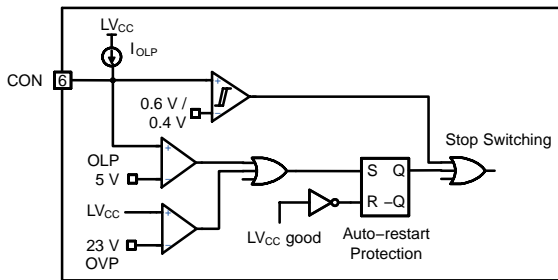 LVCC
IOLP
CON 6
+
−
0.6 V /
0.4 V
Stop Switching
OLP
5 V
+
−
S Q
R −Q
LVCC
+
−
23 V
OVP
LVCC good
Auto−restart
Protection